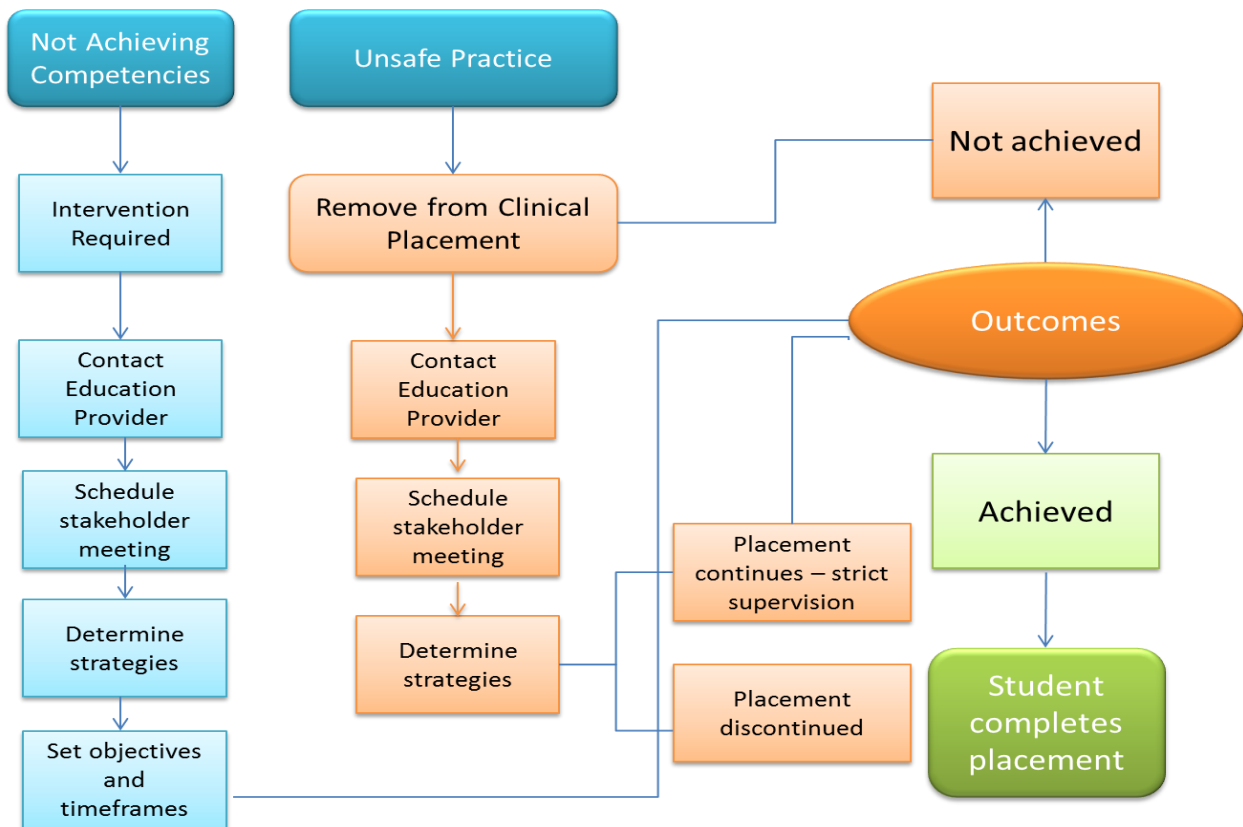 Not Achieving
Competencies
Intervention
Required
Contact
Education
Provider
Schedule
stakeholder
meeting
Determine
strategies
Set objectives
and
timeframes
Unsafe Practice
Remove from Clinical
Placement
Contact
Education
Provider
Schedule
stakeholder
meeting
Determine
strategies
Placement
continues – strict
supervision
Placement
discontinued
Not achieved
Outcomes
Achieved
Student
completes
placement